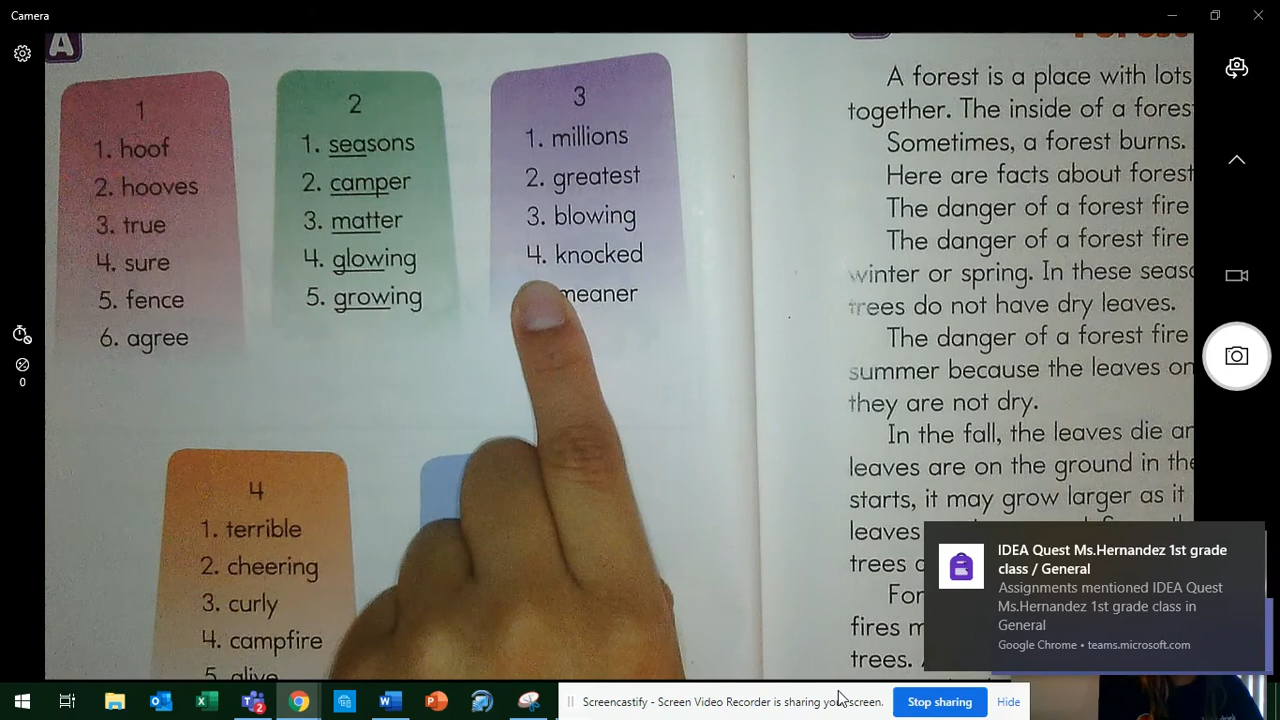 Camera
A
1
1. hoof
2. hooves
3. true
4. sure
5. fence
6. agree
2
1. seasons
2. camper
3. matter
4. glowing
5. growing
3
1. millions
2. greatest
3. blowing
4. knocked
meaner
4
1. terrible
2. cheering
3. curly
4. campfire
5. alive
Forest
A forest is a place with lots
together. The inside of a fores
Sometimes, a forest burns.
Here are facts about forest
The danger of a forest fire
The danger of a forest fire
winter or spring. In these seas
trees do not have dry leaves.
The danger of a forest fire
summer because the leaves on
they are not dry.
In the fall, the leaves die an
leaves are on the ground in the
starts, it may grow larger as it
leaves
trees
For
fires m
trees.
0
IDEA Quest Ms.Hernandez 1st grade
class / General
Assignments mentioned IDEA Quest
Ms.Hernandez 1st grade class in
General
Google Chrome • teams.microsoft.com
2
Screencastify - Screen Video Recorder is sharing your screen.
Stop sharing
Hide